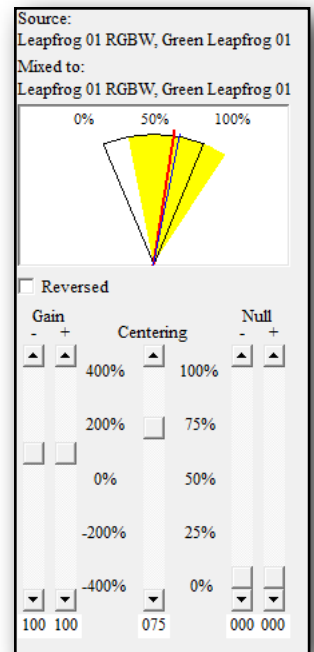 Source:
Leapfrog 01 RGBW, Green Leapfrog 01
Mixed to:
Leapfrog 01 RGBW, Green Leapfrog 01
0% 50% 100%
Reversed
Gain Null
- + Centering - +
400% 100%
200% 75%
0% 50%
-200% 25%
-400% 0%
100 100 075 000 000